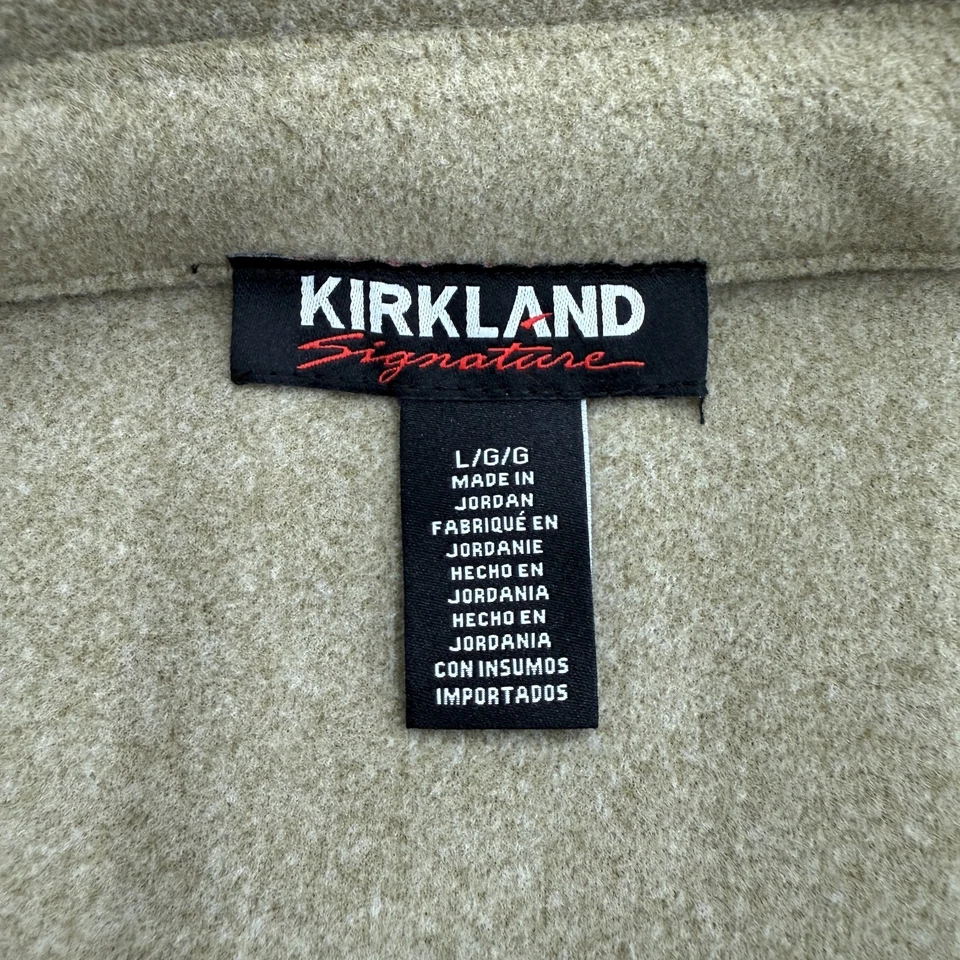 KIRKLAND
Signature
L/G/G
MADE IN
JORDAN
FABRIQUÉ EN
JORDANIE
HECHO EN
JORDANIA
HECHO EN
JORDANIA
CON INSUMOS
IMPORTADOS